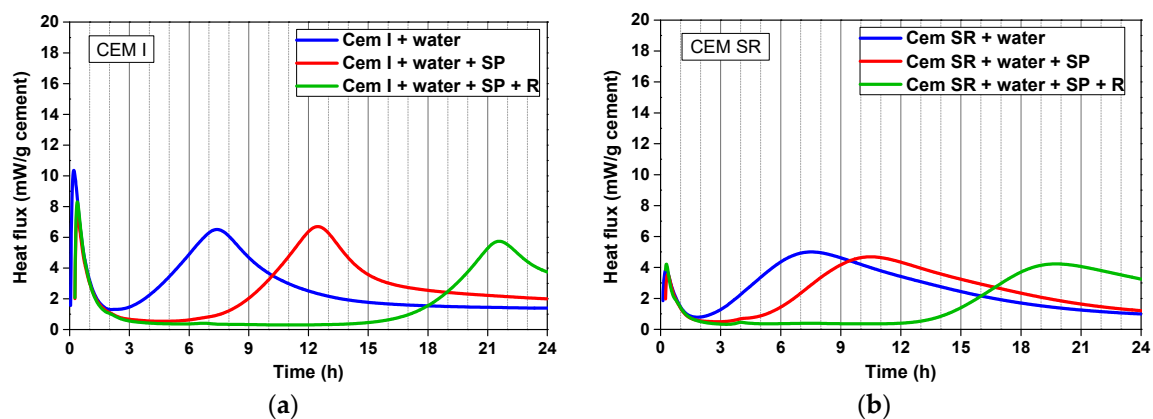 CEM I
Cem I + water
Cem I + water + SP
Cem I + water + SP + R
Heat flux (mW/g cement)
20
18
16
14
12
10
8
6
4
2
0
0 3 6 9 12 15 18 21 24
Time (h)
(a)
CEM SR
Cem SR + water
Cem SR + water + SP
Cem SR + water + SP + R
Heat flux (mW/g cement)
20
18
16
14
12
10
8
6
4
2
0
0 3 6 9 12 15 18 21 24
Time (h)
(b)